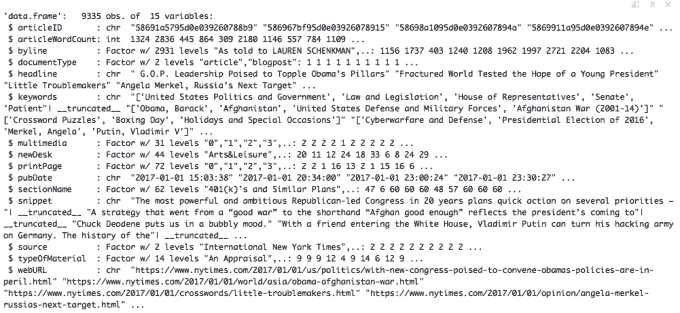 'data.frame':   9335 obs. of  15 variables:
 $ articleID       : chr  "58691a5795d0e039260788b9" "586967bf95d0e03926078915" "58698a1095d0e0392607894a" "5869911a95d0e0392607894e" ...
 $ articleWordCount: int  1324 2836 445 864 309 2180 1146 557 784 1109 ...
 $ byline          : Factor w/ 2931 levels "As told to LAUREN SCHENKMAN",..: 1156 1737 403 1240 1208 1962 1997 2721 2204 1083 ...
 $ documentType    : Factor w/ 2 levels "article","blogpost": 1 1 1 1 1 1 1 1 1 1 ...
 $ headline        : chr  " G.O.P. Leadership Poised to Topple Obama's Pillars" "Fractured World Tested the Hope of a Young President"
"Little Troublemakers" "Angela Merkel, Russia's Next Target" ...
 $ keywords        : chr  "['United States Politics and Government', 'Law and Legislation', 'House of Representatives', 'Senate',
'Patient"| __truncated__ "['Obama, Barack', 'Afghanistan', 'United States Defense and Military Forces', 'Afghanistan War (2001-14)']" "
['Crossword Puzzles', 'Boxing Day', 'Holidays and Special Occasions']" "['Cyberwarfare and Defense', 'Presidential Election of 2016',
'Merkel, Angela', 'Putin, Vladimir V']" ...
 $ multimedia      : Factor w/ 31 levels "0","1","2","3",..: 2 2 2 2 1 2 2 2 2 2 ...
 $ newDesk         : Factor w/ 44 levels "Arts&Leisure",..: 20 11 12 24 18 33 6 8 24 29 ...
 $ printPage       : Factor w/ 72 levels "0","1","2","3",..: 2 2 1 16 13 2 1 15 16 6 ...
 $ pubDate         : chr  "2017-01-01 15:03:38" "2017-01-01 20:34:00" "2017-01-01 23:00:24" "2017-01-01 23:30:27" ...
 $ sectionName     : Factor w/ 62 levels "401(k)'s and Similar Plans",..: 47 6 60 60 60 48 57 60 60 60 ...
 $ snippet         : chr  "The most powerful and ambitious Republican-led Congress in 20 years plans quick action on several priorities —
"| __truncated__ "A strategy that went from a “good war” to the shorthand “Afghan good enough” reflects the president’s coming to"|
__truncated__ "Chuck Deodene puts us in a bubbly mood." "With a friend entering the White House, Vladimir Putin can turn his hacking army
on Germany. The history of the"| __truncated__ ...
 $ source          : Factor w/ 2 levels "International New York Times",..: 2 2 2 2 2 2 2 2 2 2 ...
 $ typeOfMaterial  : Factor w/ 14 levels "An Appraisal",..: 9 9 9 12 4 9 14 6 12 9 ...
 $ webURL          : chr  "https://www.nytimes.com/2017/01/01/us/politics/with-new-congress-poised-to-convene-obamas-policies-are-in-
peril.html" "https://www.nytimes.com/2017/01/01/world/asia/obama-afghanistan-war.html"
"https://www.nytimes.com/2017/01/01/crosswords/little-troublemakers.html" "https://www.nytimes.com/2017/01/01/opinion/angela-merkel-
russias-next-target.html" ...